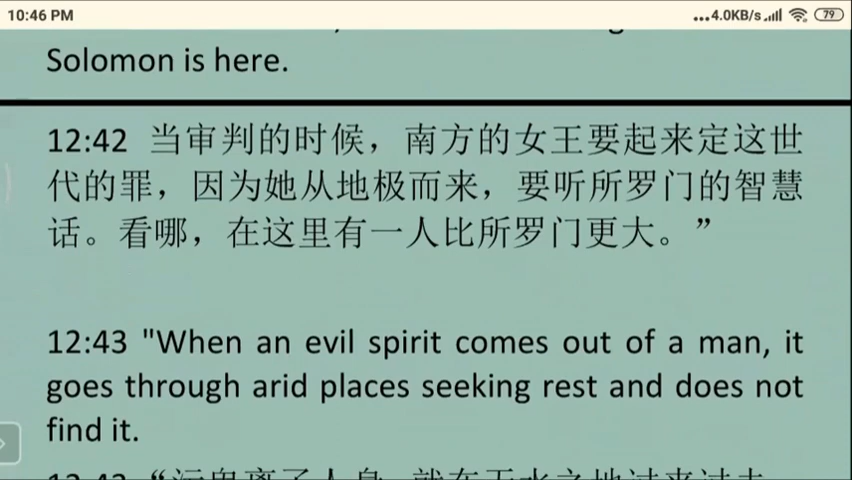 10:46 PM
...4.0KB/s
79
Solomon is here.
12:42 当审判的时候，南方的女王要起来定这世
代的罪，因为她从地极而来，要听所罗门的智慧
话。看哪，在这里有一人比所罗门更大。”
12:43 "When an evil spirit comes out of a man, it
goes through arid places seeking rest and does not
find it.